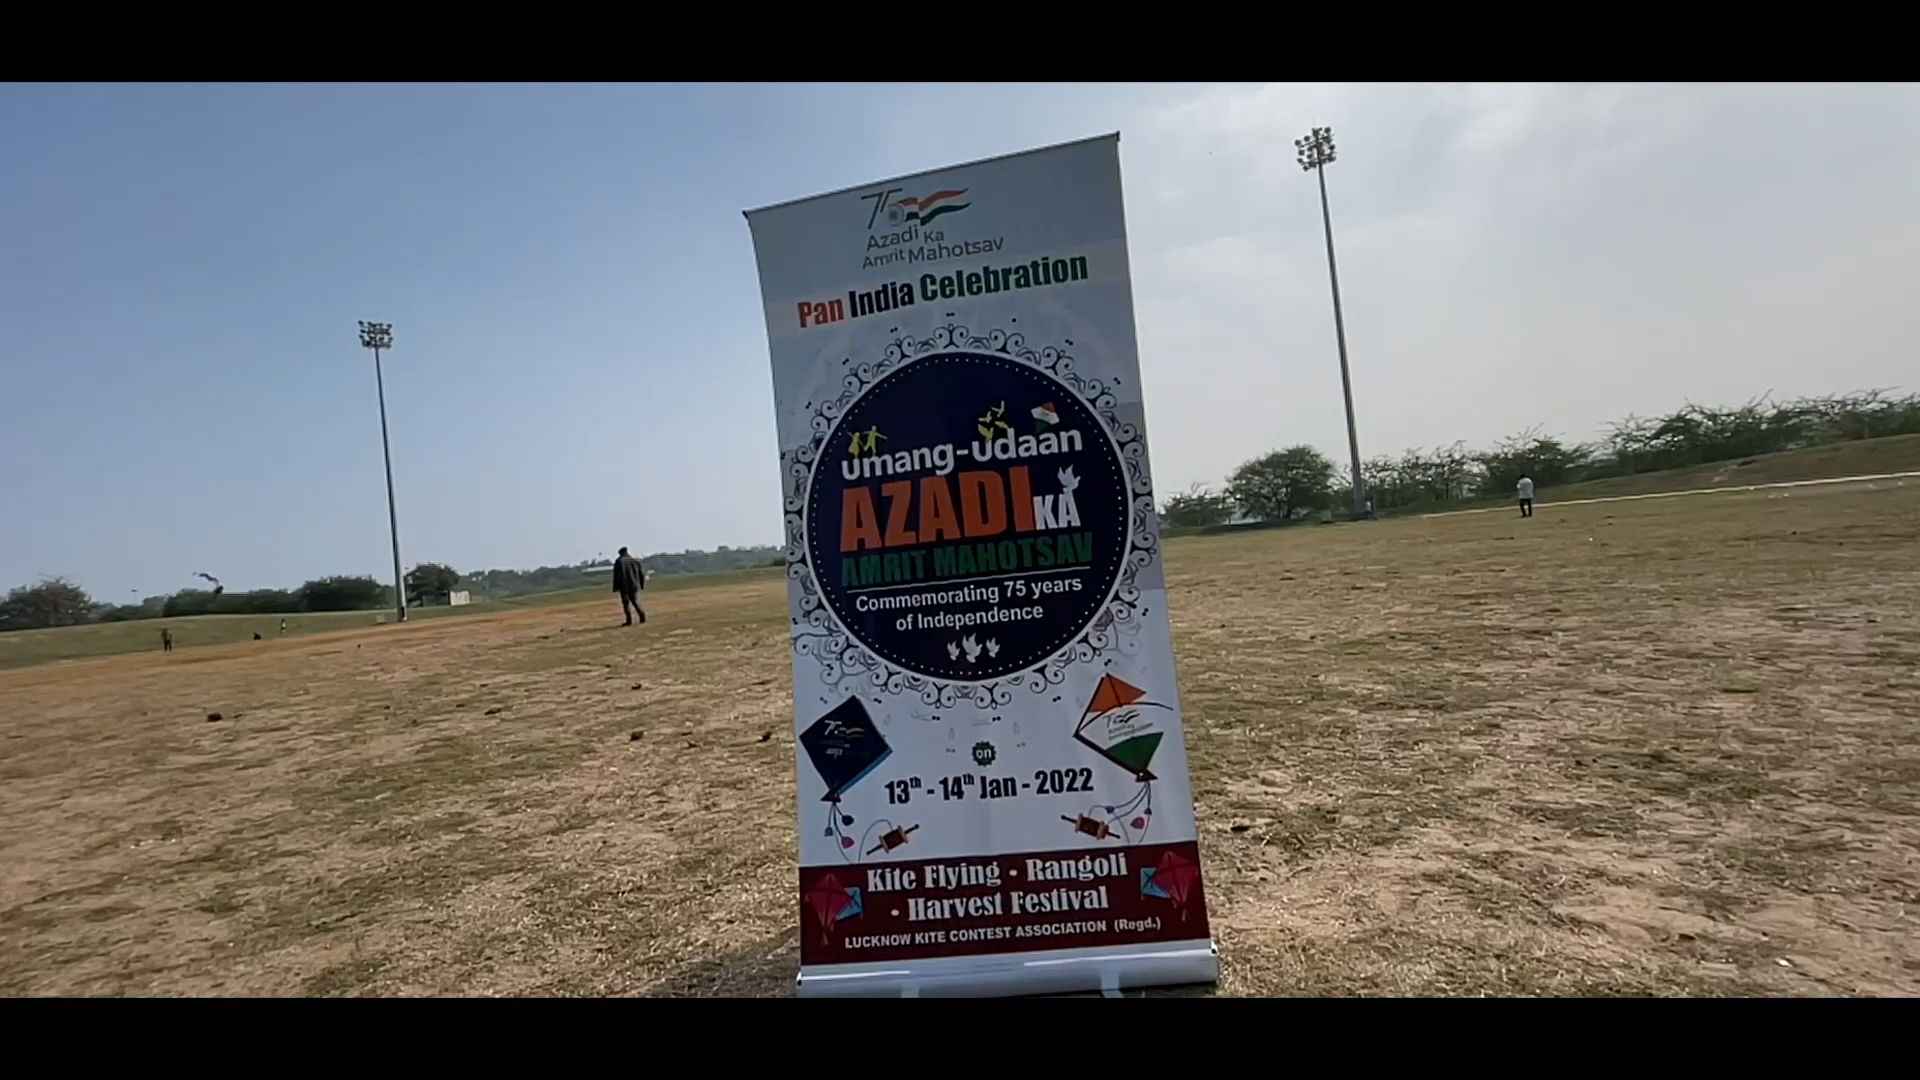 75
Azadi Ka
Amrit Mahotsav
Pan India Celebration
umang-udaan
AZADI KA
AMRIT MAHOTSAV
Commemorating 75 years
of Independence
on
13th - 14th Jan - 2022
Kite Flying • Rangoli
• Harvest Festival
LUCKNOW KITE CONTEST ASSOCIATION (Regd.)